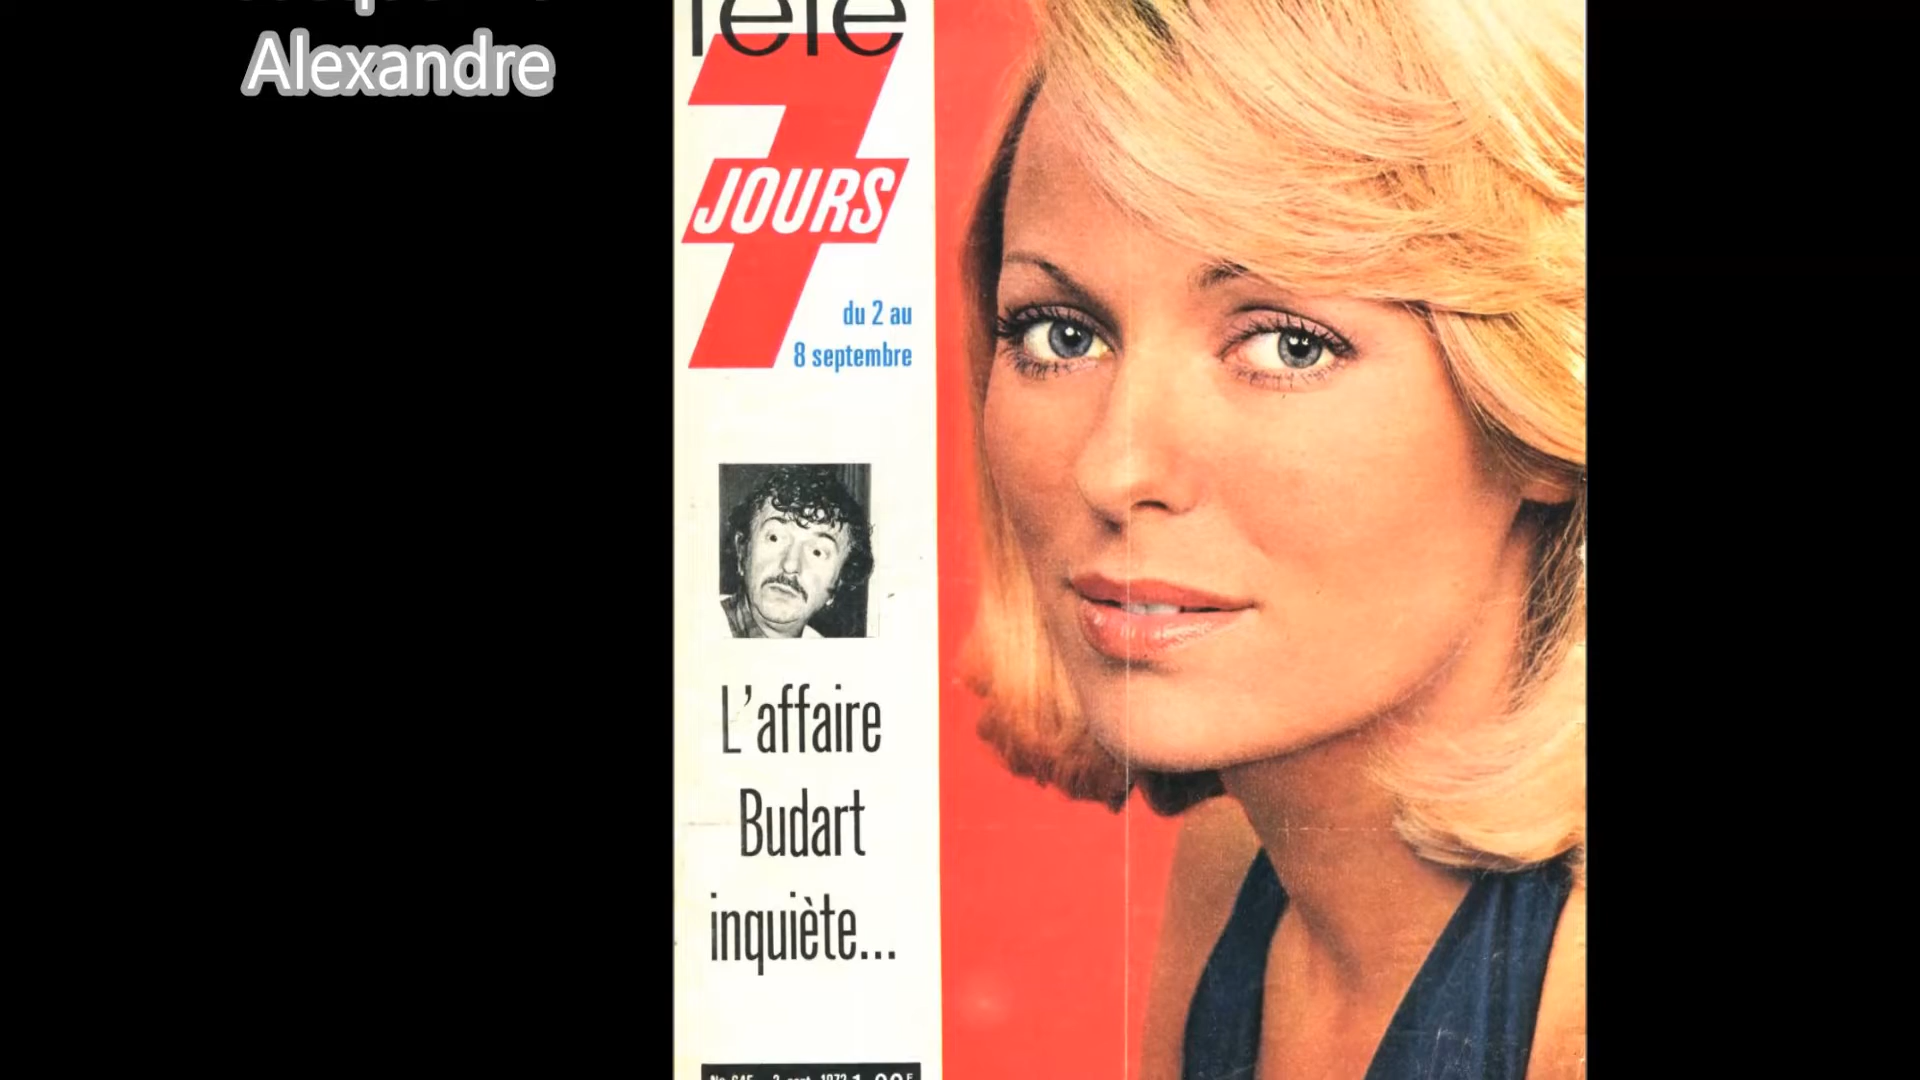 Alexandre
télé
7
JOURS
du 2 au
8 septembre
L'affaire
Budart
inquiète...